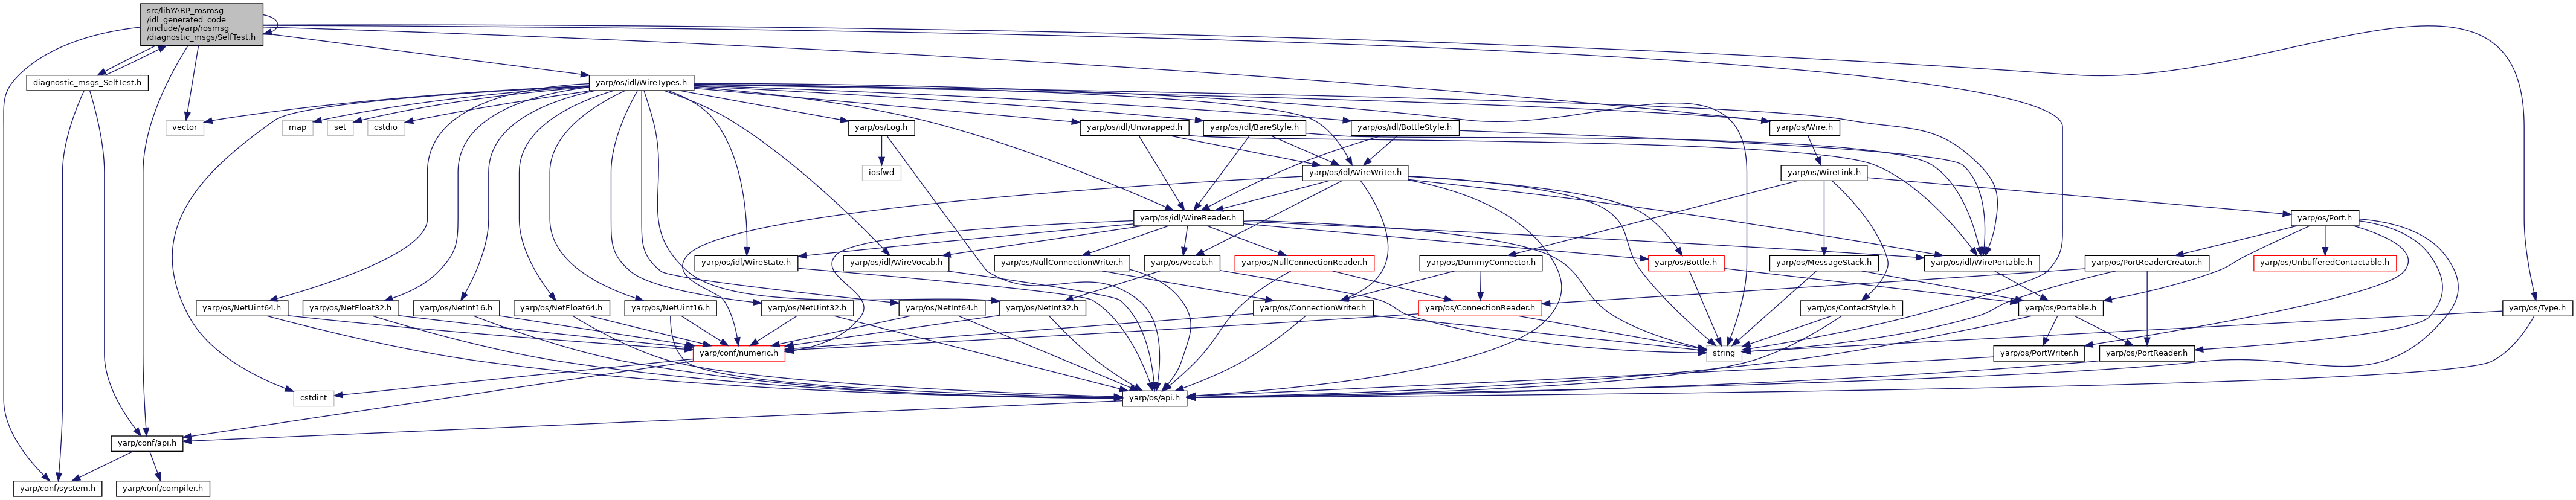 src/libYARP_rosmsg
/idl_generated_code
/include/yarp/rosmsg
/diagnostic_msgs/SelfTest.h
diagnostic_msgs_SelfTest.h
yarp/os/idl/WireTypes.h
vector
map
set
cstdio
yarp/os/Log.h
yarp/os/idl/Unwrapped.h
yarp/os/idl/BareStyle.h
yarp/os/idl/BottleStyle.h
yarp/os/Wire.h
iosfwd
yarp/os/idl/WireWriter.h
yarp/os/WireLink.h
yarp/os/idl/WireReader.h
yarp/os/Port.h
yarp/os/idl/WireState.h
yarp/os/idl/WireVocab.h
yarp/os/NullConnectionWriter.h
yarp/os/Vocab.h
yarp/os/NullConnectionReader.h
yarp/os/DummyConnector.h
yarp/os/Bottle.h
yarp/os/MessageStack.h
yarp/os/idl/WirePortable.h
yarp/os/PortReaderCreator.h
yarp/os/UnbufferedContactable.h
yarp/os/NetUint64.h
yarp/os/NetFloat32.h
yarp/os/NetInt16.h
yarp/os/NetFloat64.h
yarp/os/NetUint16.h
yarp/os/NetUint32.h
yarp/os/NetInt64.h
yarp/os/NetInt32.h
yarp/os/ConnectionWriter.h
yarp/os/ConnectionReader.h
yarp/os/ContactStyle.h
yarp/os/Portable.h
yarp/os/Type.h
yarp/conf/numeric.h
string
yarp/os/PortWriter.h
yarp/os/PortReader.h
cstdint
yarp/os/api.h
yarp/conf/api.h
yarp/conf/system.h
yarp/conf/compiler.h